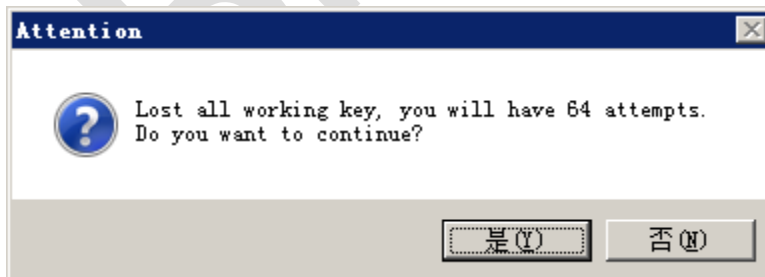 Attention
Lost all working key, you will have 64 attempts.
Do you want to continue?
是(Y)
否(N)